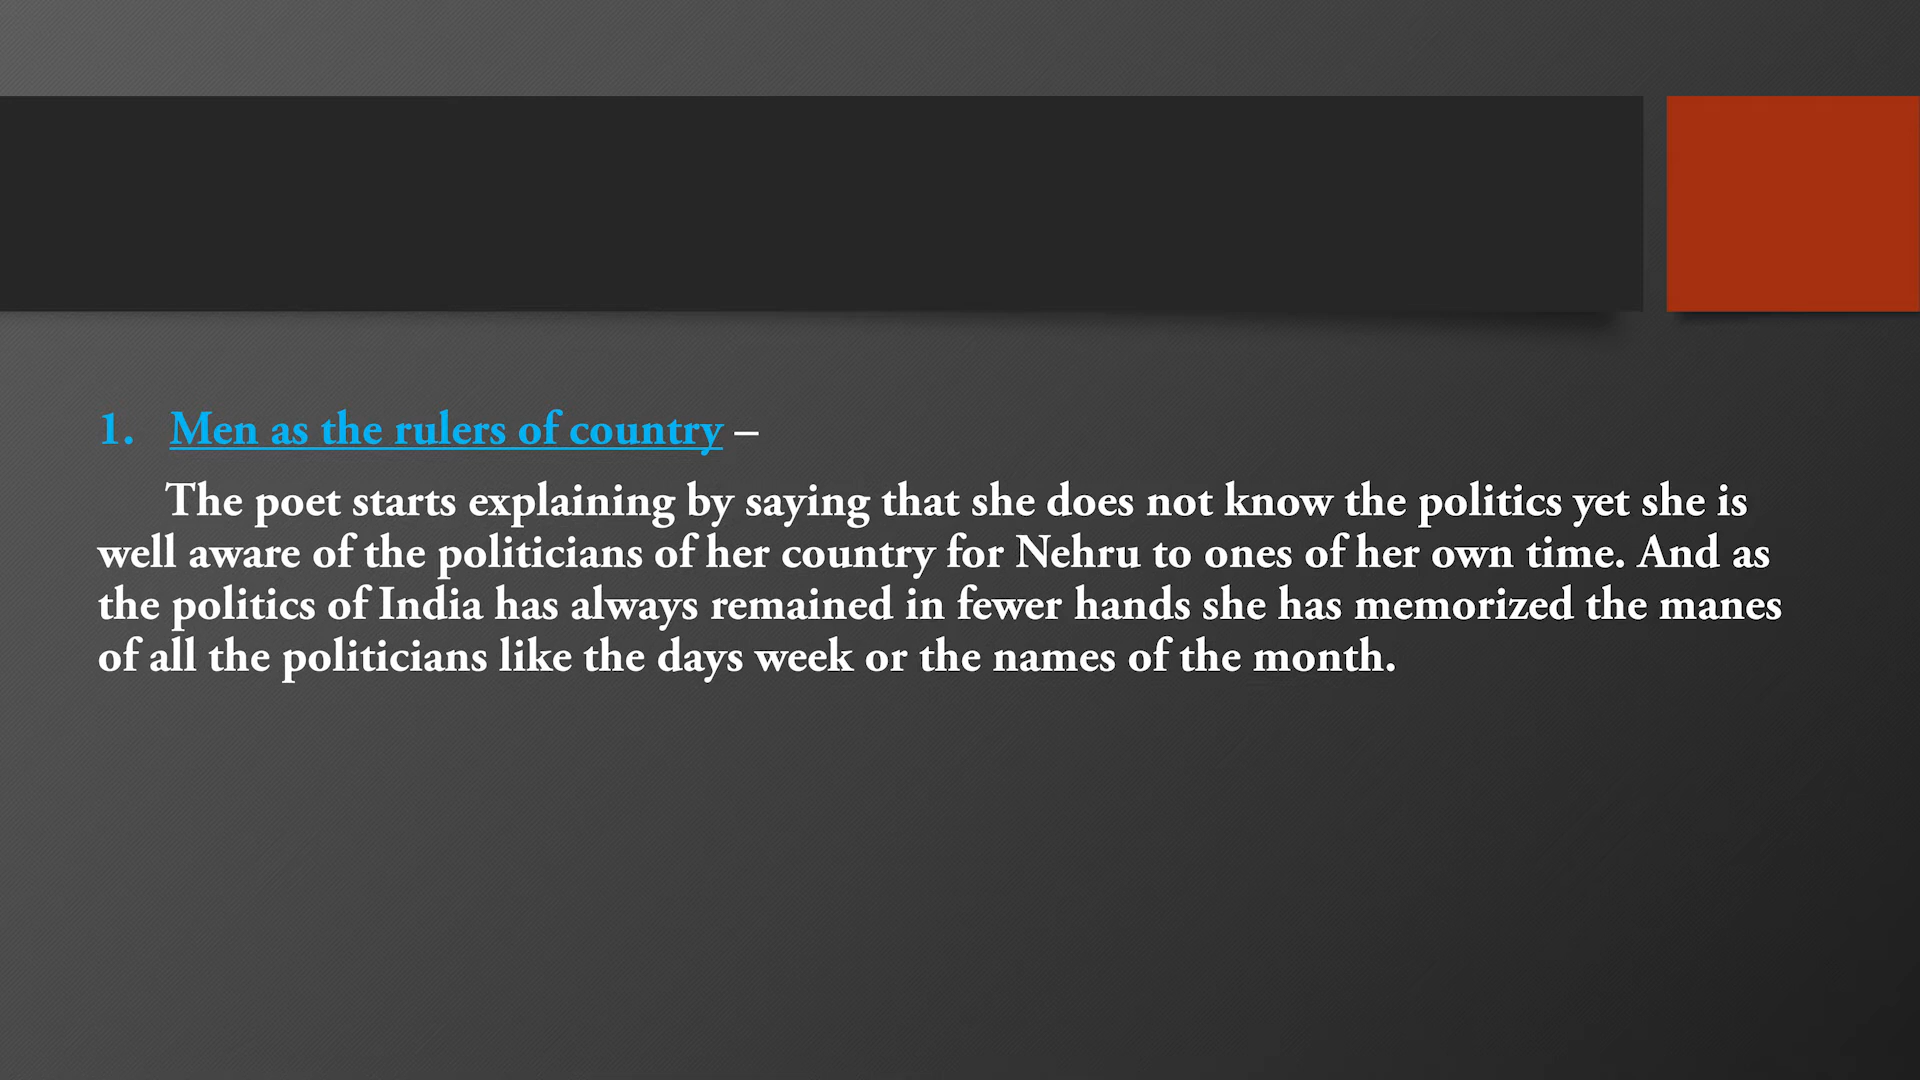 1. Men as the rulers of country –
The poet starts explaining by saying that she does not know the politics yet she is
well aware of the politicians of her country for Nehru to ones of her own time. And as
the politics of India has always remained in fewer hands she has memorized the manes
of all the politicians like the days week or the names of the month.